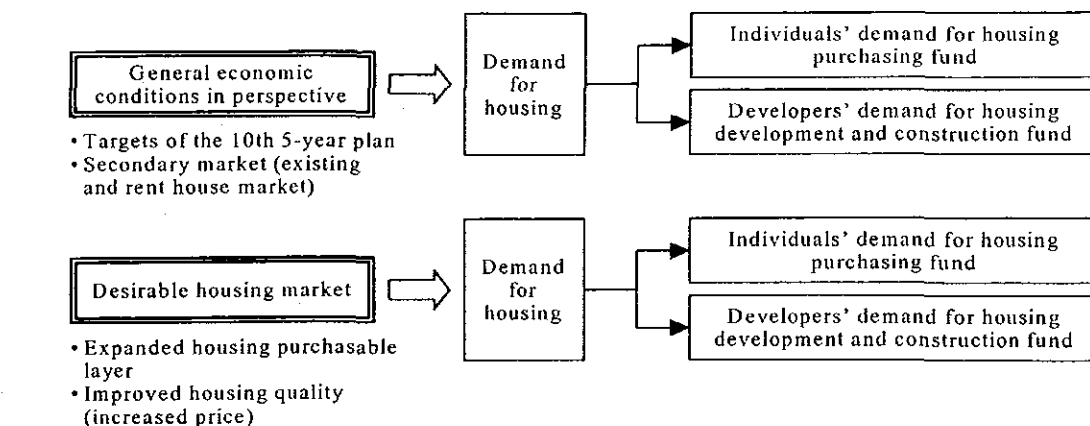 General economic
conditions in perspective
• Targets of the 10th 5-year plan
• Secondary market (existing
and rent house market)
Demand
for
housing
Individuals' demand for housing
purchasing fund
Developers' demand for housing
development and construction fund
Desirable housing market
• Expanded housing purchasable
layer
• Improved housing quality
(increased price)
Demand
for
housing
Individuals' demand for housing
purchasing fund
Developers' demand for housing
development and construction fund